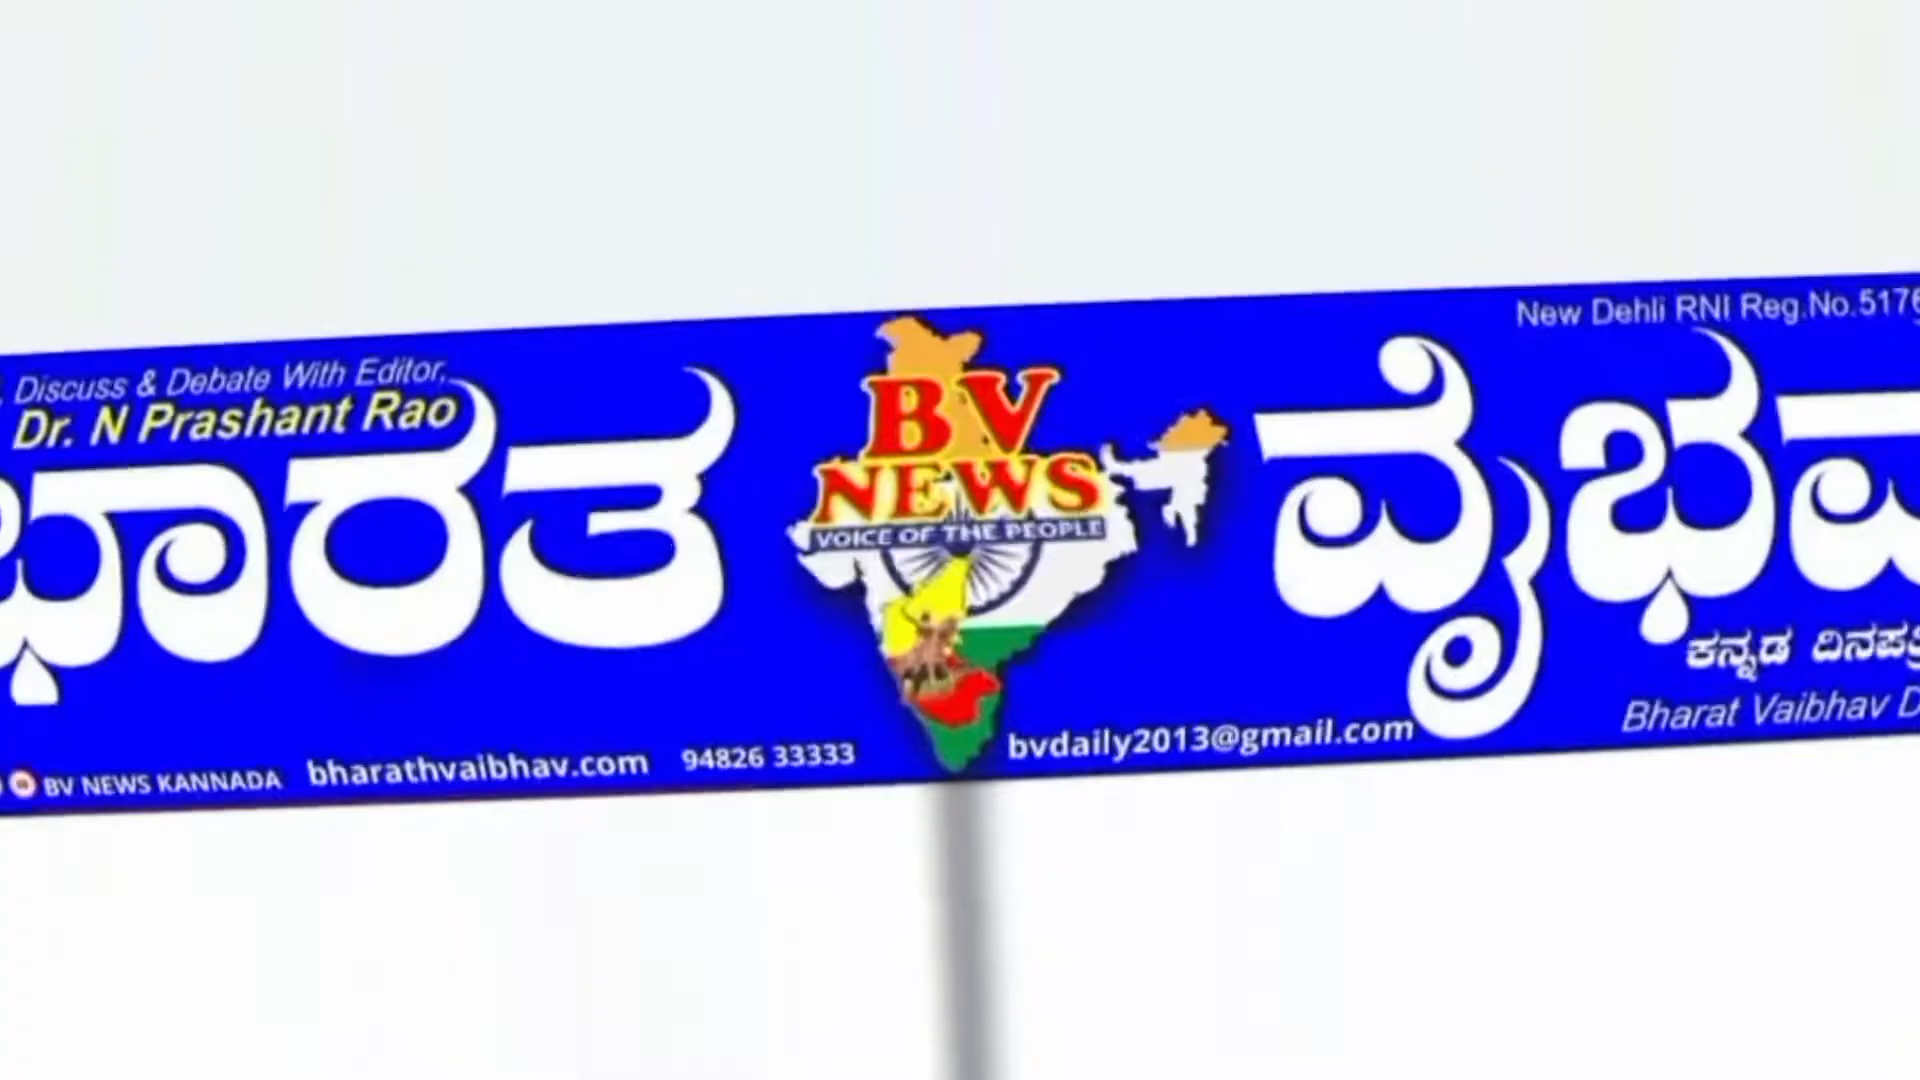 Discuss & Debate With Editor,
Dr. N Prashant Rao
New Dehli RNI Reg.No.5176
ಭಾರತ
BV
NEWS
VOICE OF THE PEOPLE
ವೈಭವ
ಕನ್ನಡ
Bharat Vaibhav
BV NEWS KANNADA
bharathvaibhav.com
94826 33333
bvdaily2013@gmail.com